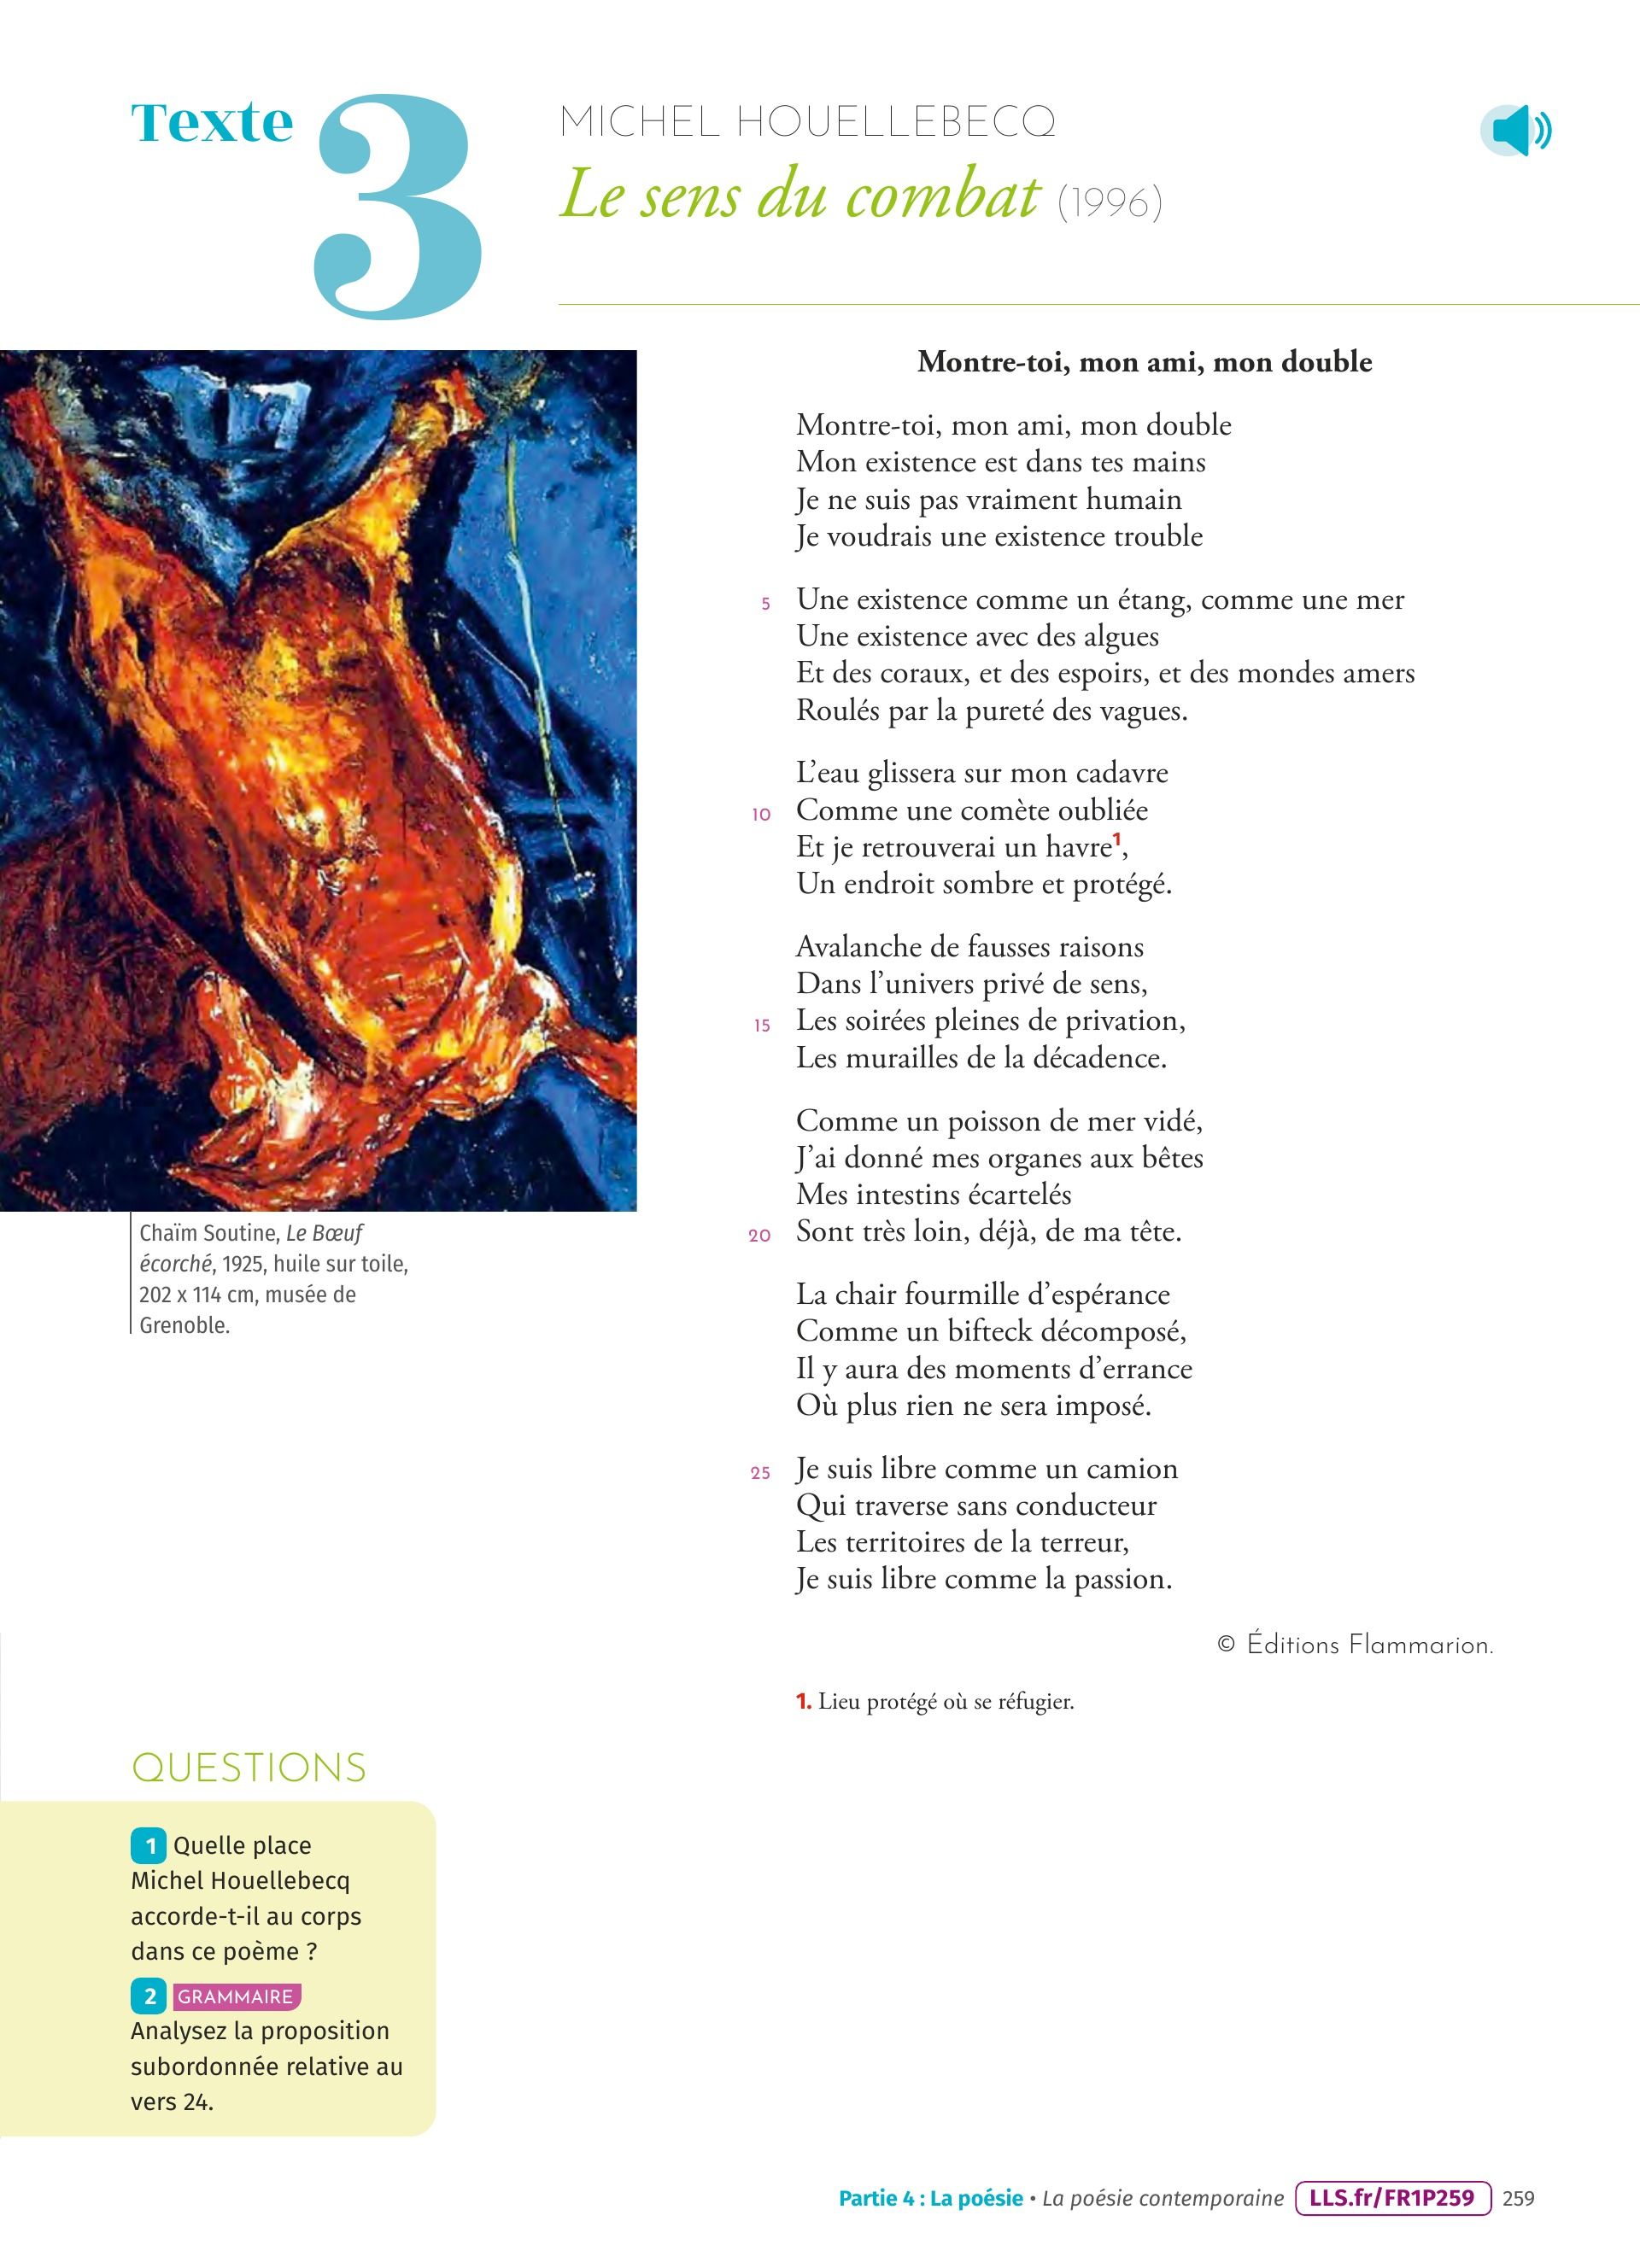 Texte 3
MICHEL HOUELLEBECQ
Le sens du combat (1996)
Montre-toi, mon ami, mon double
Montre-toi, mon ami, mon double
Mon existence est dans tes mains
Je ne suis pas vraiment humain
Je voudrais une existence trouble
5 Une existence comme un étang, comme une mer
Une existence avec des algues
Et des coraux, et des espoirs, et des mondes amers
Roulés par la pureté des vagues.
L’eau glissera sur mon cadavre
10 Comme une comète oubliée
Et je retrouverai un havre1,
Un endroit sombre et protégé.
Avalanche de fausses raisons
Dans l’univers privé de sens,
15 Les soirées pleines de privation,
Les murailles de la décadence.
Comme un poisson de mer vidé,
J’ai donné mes organes aux bêtes
Mes intestins écartelés
20 Sont très loin, déjà, de ma tête.
La chair fourmille d’espérance
Comme un bifteck décomposé,
Il y aura des moments d’errance
Où plus rien ne sera imposé.
25 Je suis libre comme un camion
Qui traverse sans conducteur
Les territoires de la terreur,
Je suis libre comme la passion.
© Éditions Flammarion.
1. Lieu protégé où se réfugier.
Chaïm Soutine, Le Bœuf
écorché, 1925, huile sur toile,
202 x 114 cm, musée de
Grenoble.
QUESTIONS
1 Quelle place
Michel Houellebecq
accorde-t-il au corps
dans ce poème ?
2 GRAMMAIRE
Analysez la proposition
subordonnée relative au
vers 24.
Partie 4 : La poésie • La poésie contemporaine LLS.fr/FR1P259 259